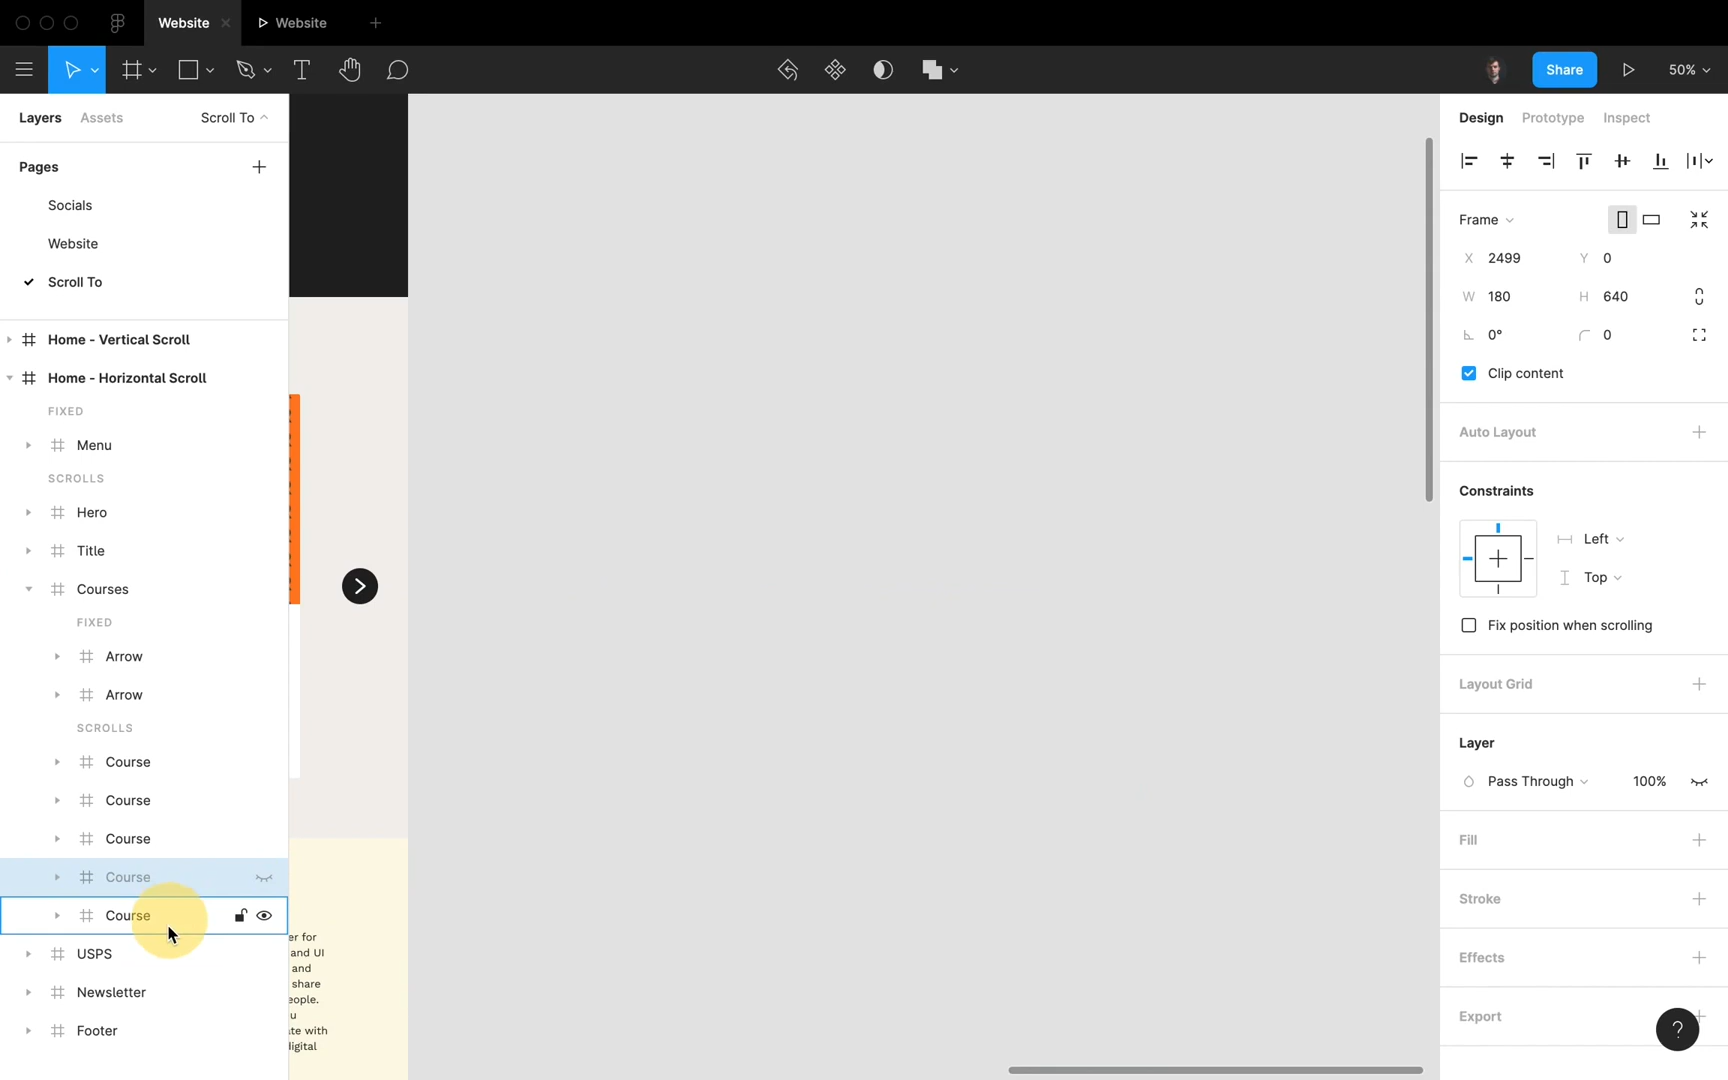 Website
Website
Share
50%
Layers
Assets
Scroll To
Design
Prototype
Inspect
Pages
Socials
Website
Scroll To
Frame
X 2499
Y 0
W 180
H 640
0°
0
Clip content
Home - Vertical Scroll
Home - Horizontal Scroll
FIXED
Menu
SCROLLS
Hero
Title
Courses
FIXED
Arrow
Arrow
SCROLLS
Course
Course
Course
Course
Course
USPS
Newsletter
Footer
er for
and UI
and
share
eople.
u
te with
igital
Auto Layout
Constraints
Left
Top
Fix position when scrolling
Layout Grid
Layer
Pass Through
100%
Fill
Stroke
Effects
Export
?